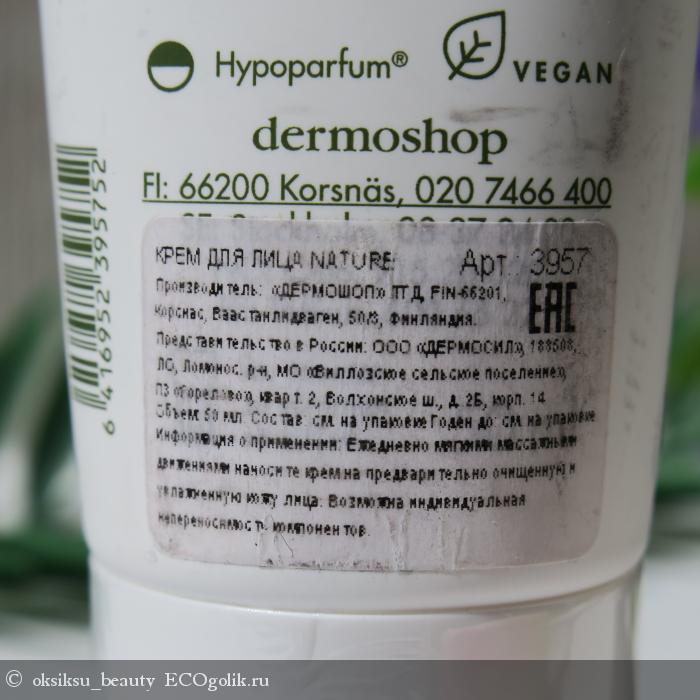 Hypoparfum®
VEGAN
dermoshop
FI: 66200 Korsnäs, 020 7466 400
6 416952 395752
КРЕМ ДЛЯ ЛИЦА NATURE Арт.: 3957
Производитель: «ДЕРМОШОП» ЛТД, FIN-66201,
EAC
Корснас, Ваастанлидваген, 50/3, Финляндия.
Представительство в России: ООО «ДЕРМОСИЛ», 188508,
ЛО, Ломонос. р-н, МО «Виллозское сельское поселение»,
ПЗ «Горелово», кварт. 2, Волхонское ш., д. 2Б, корп. 14
Объем: 50 мл. Состав: см. на упаковке Годен до: см. на упаковке
Информация о применении: Ежедневно мягкими массажными
движениями наносите крем на предварительно очищенную и
увлажненную кожу лица. Возможна индивидуальная
непереносимость компонентов.
© oksiksu_beauty ECOgolik.ru